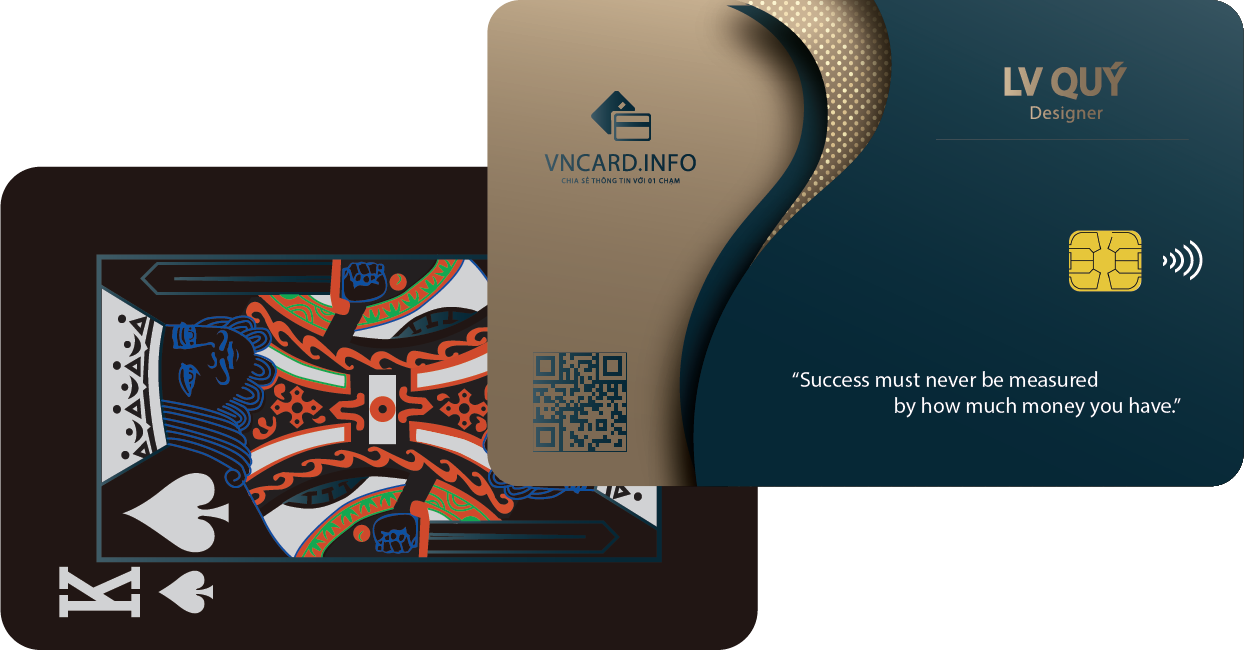 VNCARD.INFO
CHIA SẺ THÔNG TIN VỚI 01 CHẠM
LV QUÝ
Designer
“Success must never be measured
by how much money you have.”
K